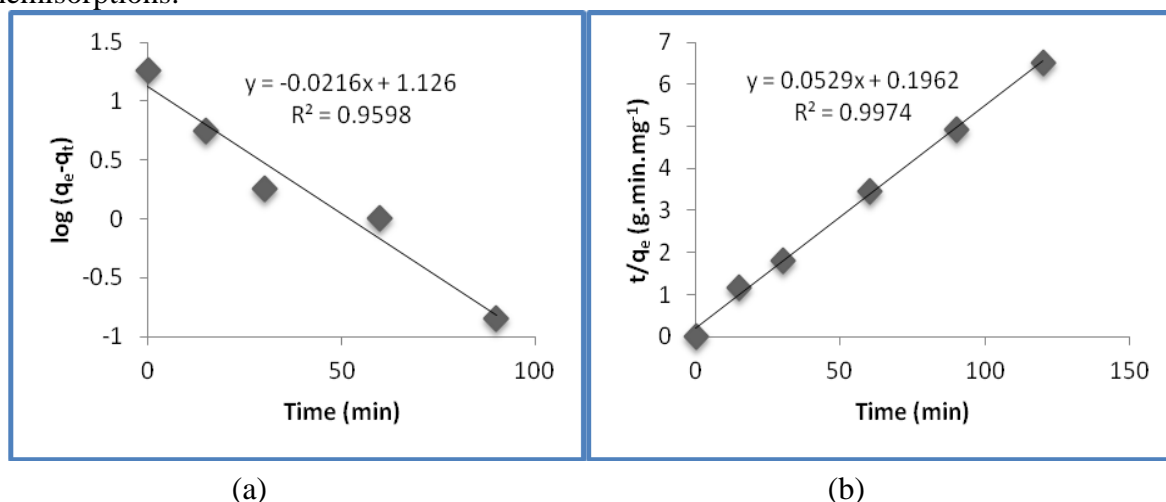 nemisorptions.
1.5
1
0.5
0
-0.5
-1
log (qₑ-qₜ)
y = -0.0216x + 1.126
R² = 0.9598
0
50
100
Time (min)
7
6
5
4
3
2
1
0
t/qₑ (g.min.mg⁻¹)
y = 0.0529x + 0.1962
R² = 0.9974
0
50
100
150
Time (min)
(a)
(b)